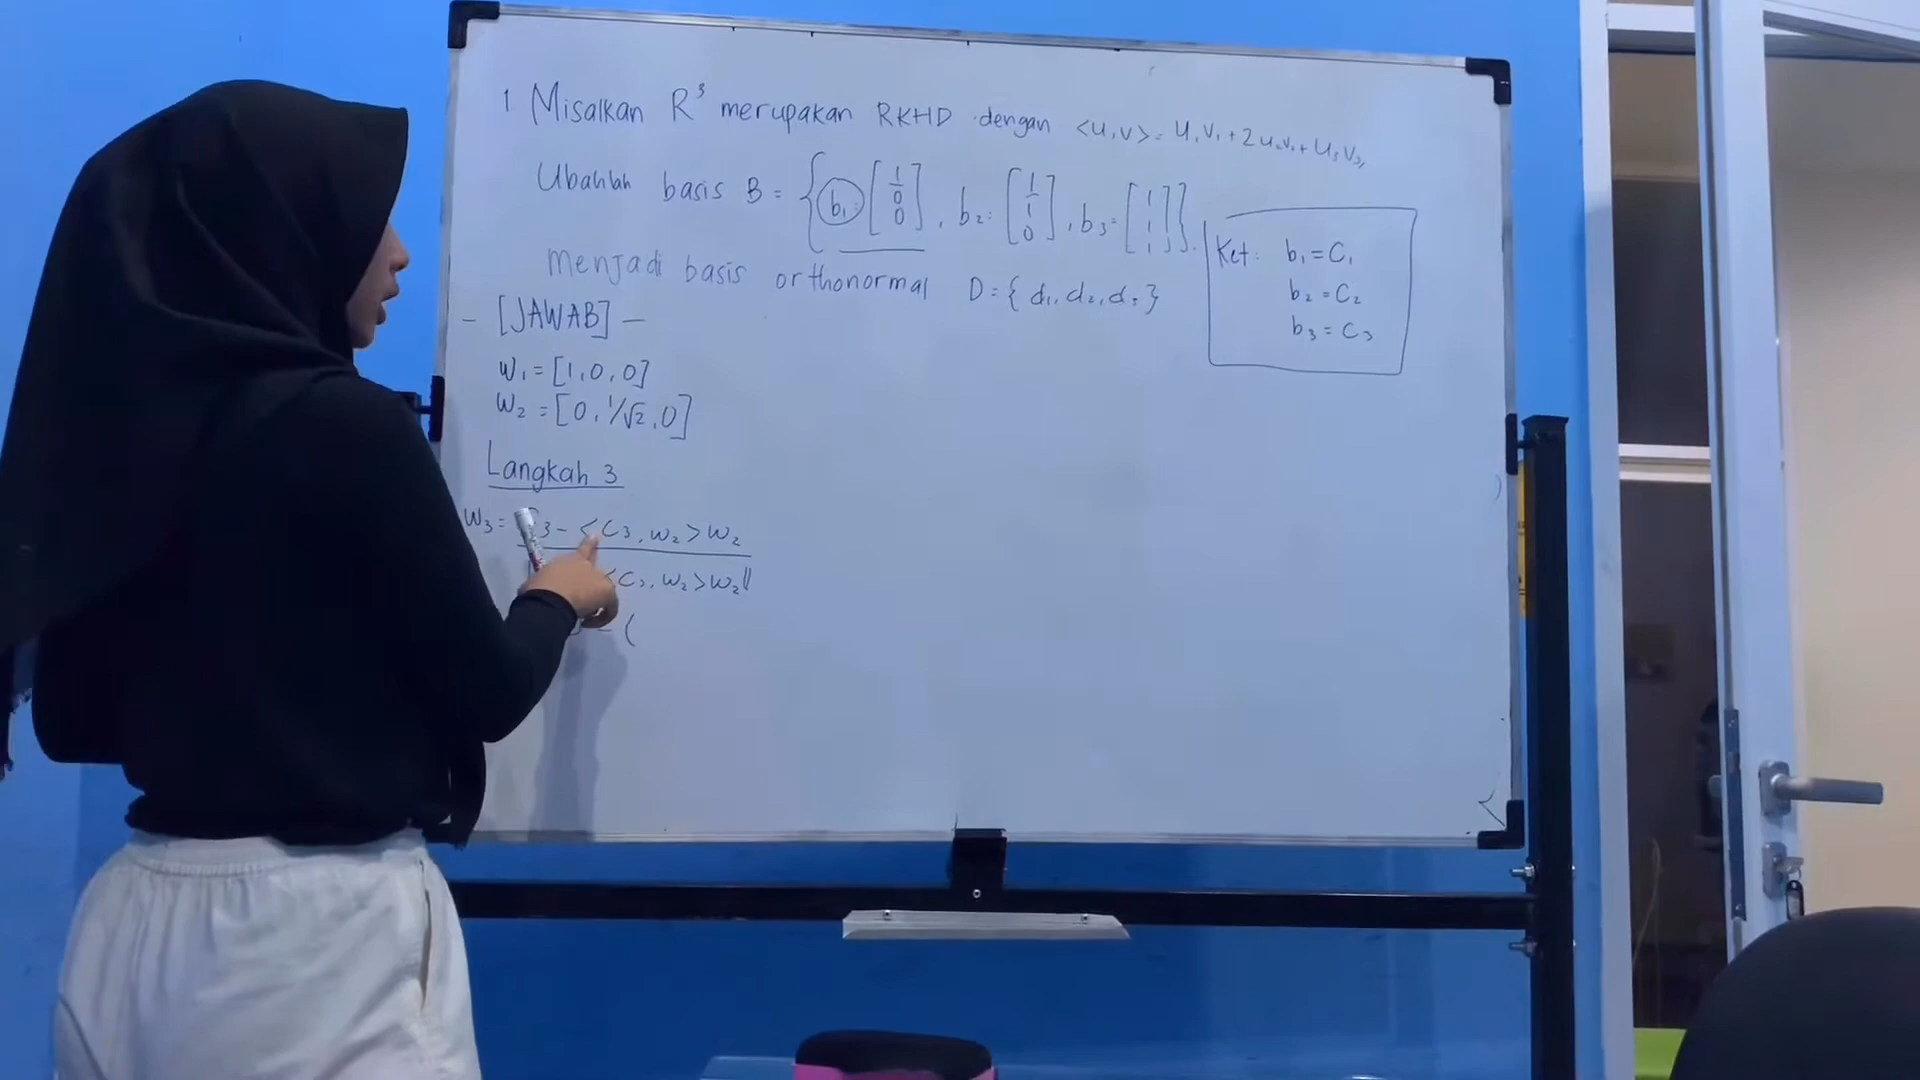 1. Misalkan R³ merupakan RKHD dengan <u,v> = u₁v₁ + 2u₂v₂ + u₃v₃,
Ubahlah basis B = { b₁ = [1 0 0], b₂ = [1 1 0], b₃ = [1 1 1] }.
menjadi basis orthonormal D = { d₁, d₂, d₃ }
Ket: b₁ = C₁
b₂ = C₂
b₃ = C₃
- [JAWAB] -
W₁ = [1, 0, 0]
W₂ = [0, 1/√2, 0]
Langkah 3
W₃ = 3 - <C₃, w₂> w₂
<C₃, w₂> w₂||
- (